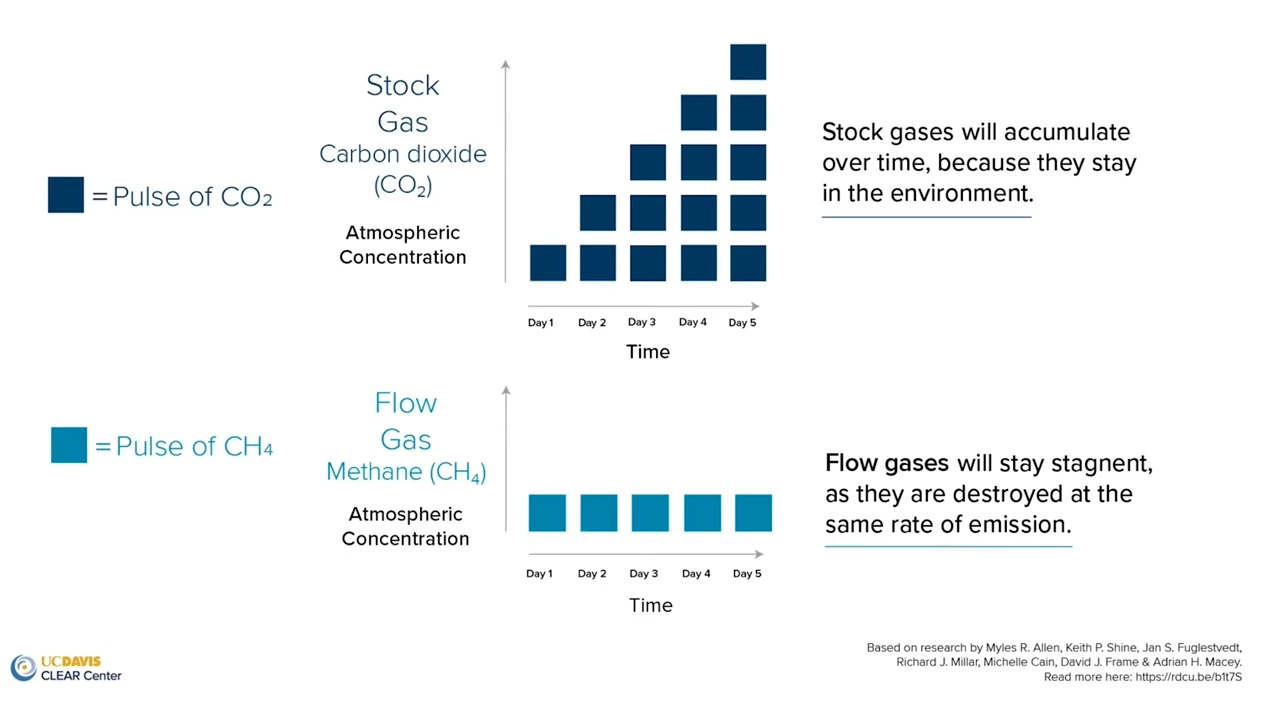 = Pulse of CO₂
Stock
Gas
Carbon dioxide
(CO₂)
Atmospheric
Concentration
Day 1 Day 2 Day 3 Day 4 Day 5
Time
Stock gases will accumulate
over time, because they stay
in the environment.
= Pulse of CH₄
Flow
Gas
Methane (CH₄)
Atmospheric
Concentration
Day 1 Day 2 Day 3 Day 4 Day 5
Time
Flow gases will stay stagnent,
as they are destroyed at the
same rate of emission.
UCDAVIS
CLEAR Center
Based on research by Myles R. Allen, Keith P. Shine, Jan S. Fuglestvedt,
Richard J. Millar, Michelle Cain, David J. Frame & Adrian H. Macey.
Read more here: https://rdcu.be/b1t7S